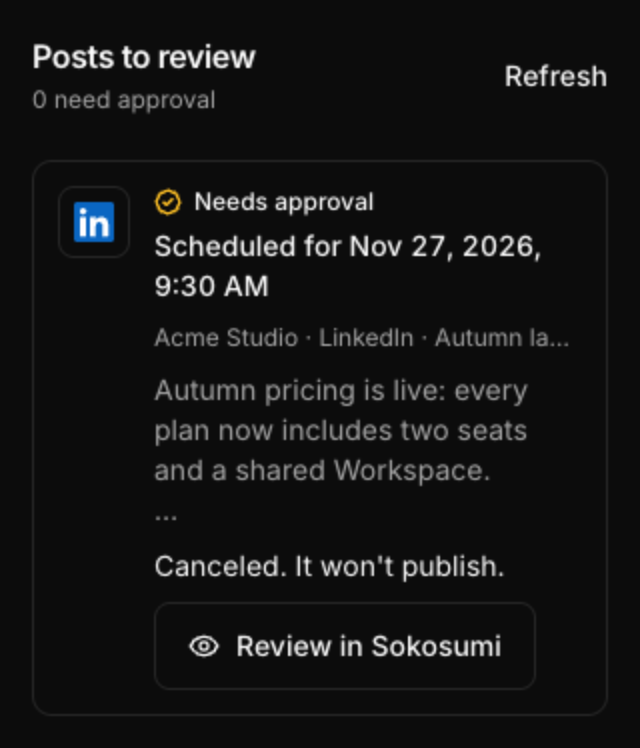 Posts to review
0 need approval
Refresh
in
Needs approval
Scheduled for Nov 27, 2026,
9:30 AM
Acme Studio · LinkedIn · Autumn la...
Autumn pricing is live: every
plan now includes two seats
and a shared Workspace.
...
Canceled. It won't publish.
Review in Sokosumi